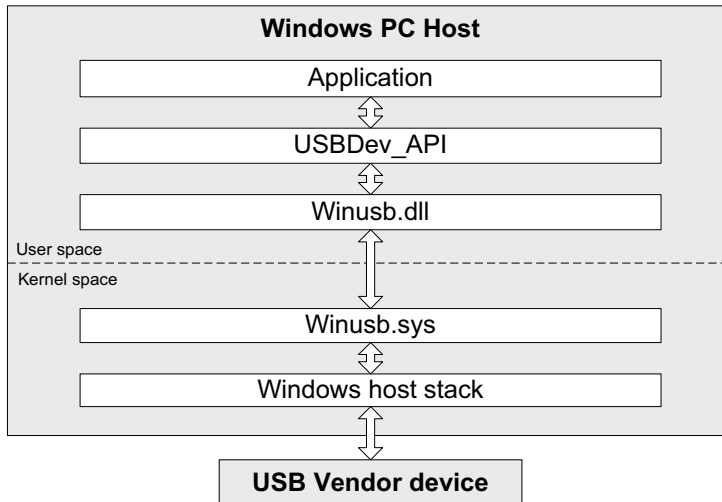 Windows PC Host
Application
USBDev_API
Winusb.dll
User space
Kernel space
Winusb.sys
Windows host stack
USB Vendor device